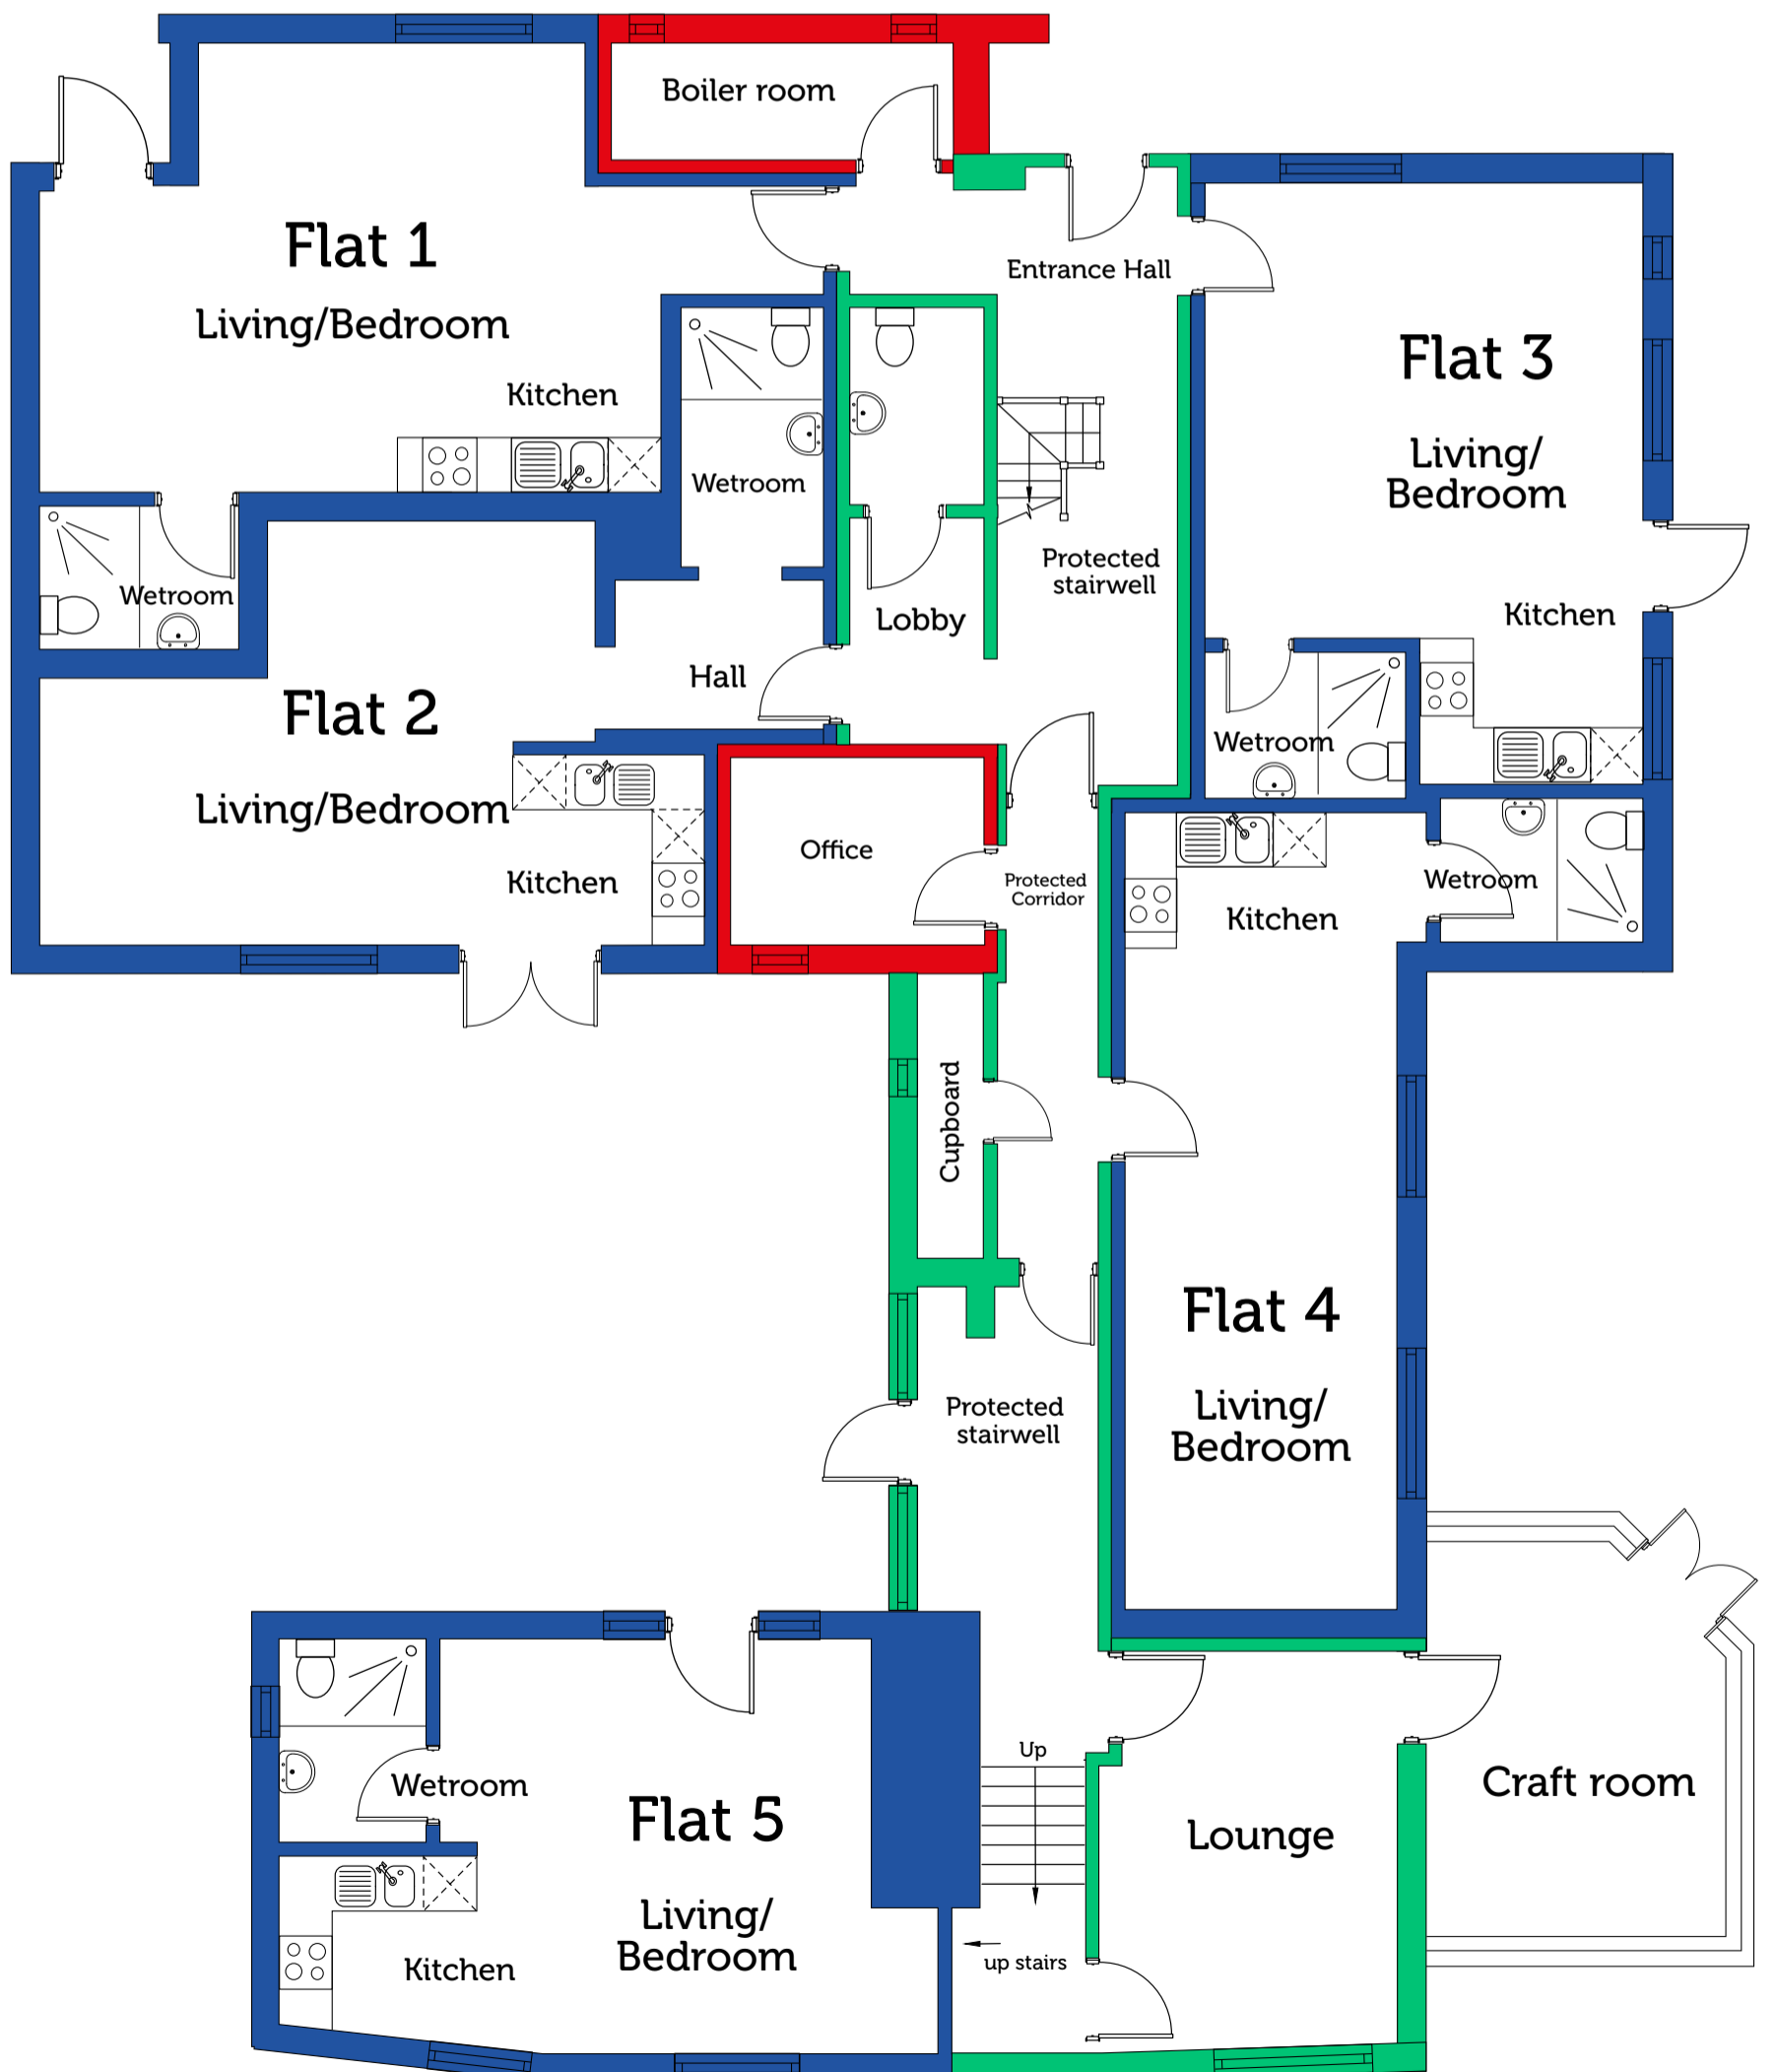 Boiler room
Flat 1
Living/Bedroom
Kitchen
Wetroom
Entrance Hall
Flat 3
Living/
Bedroom
Kitchen
Wetroom
Wetroom
Protected
stairwell
Lobby
Hall
Flat 2
Living/Bedroom
Kitchen
Office
Protected
Corridor
Kitchen
Wetroom
Cupboard
Flat 4
Living/
Bedroom
Protected
stairwell
Up
Wetroom
Flat 5
Living/
Bedroom
Kitchen
up stairs
Lounge
Craft room